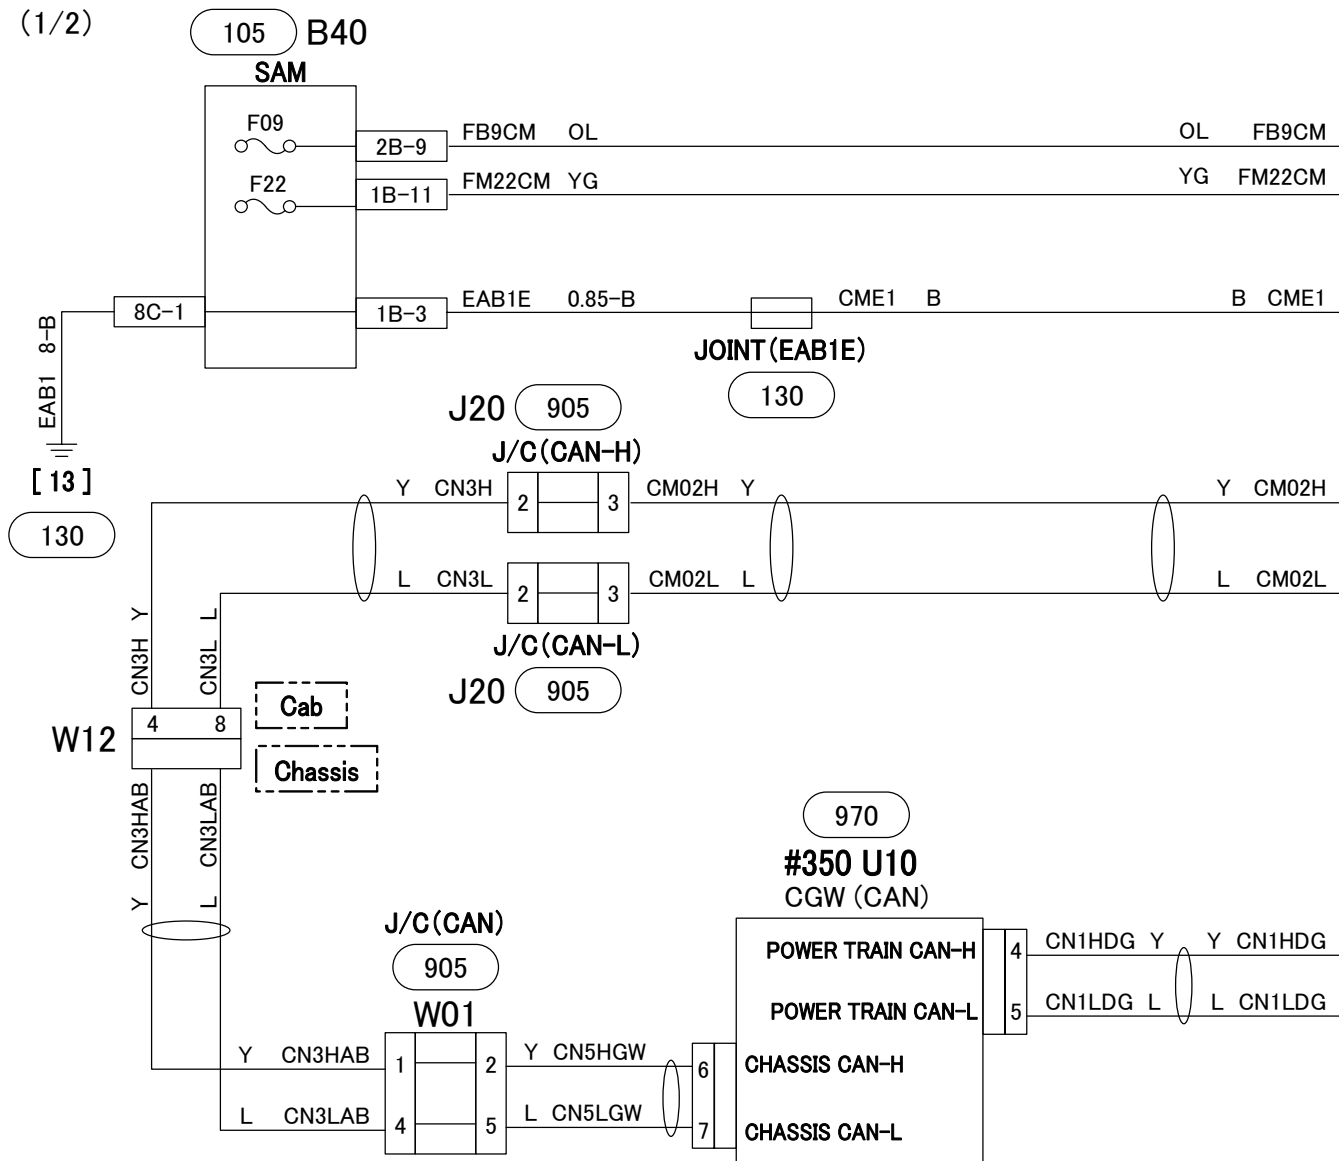 (1/2)
105 B40
SAM
F09
2B-9 FB9CM OL OL FB9CM
F22
1B-11 FM22CM YG YG FM22CM
8C-1 1B-3 EAB1E 0.85-B CME1 B B CME1
EAB1 8-B
JOINT(EAB1E)
130
[13]
130
J20 905
J/C(CAN-H)
Y CN3H 2 3 CM02H Y Y CM02H
L CN3L 2 3 CM02L L L CM02L
J/C(CAN-L)
J20 905
CN3H Y
CN3L L
W12 4 8
Cab
Chassis
Y CN3HAB
L CN3LAB
J/C(CAN)
905
W01
Y CN3HAB 1 2 Y CN5HGW 6 CHASSIS CAN-H
L CN3LAB 4 5 L CN5LGW 7 CHASSIS CAN-L
970
#350 U10
CGW (CAN)
POWER TRAIN CAN-H 4 CN1HDG Y Y CN1HDG
POWER TRAIN CAN-L 5 CN1LDG L L CN1LDG